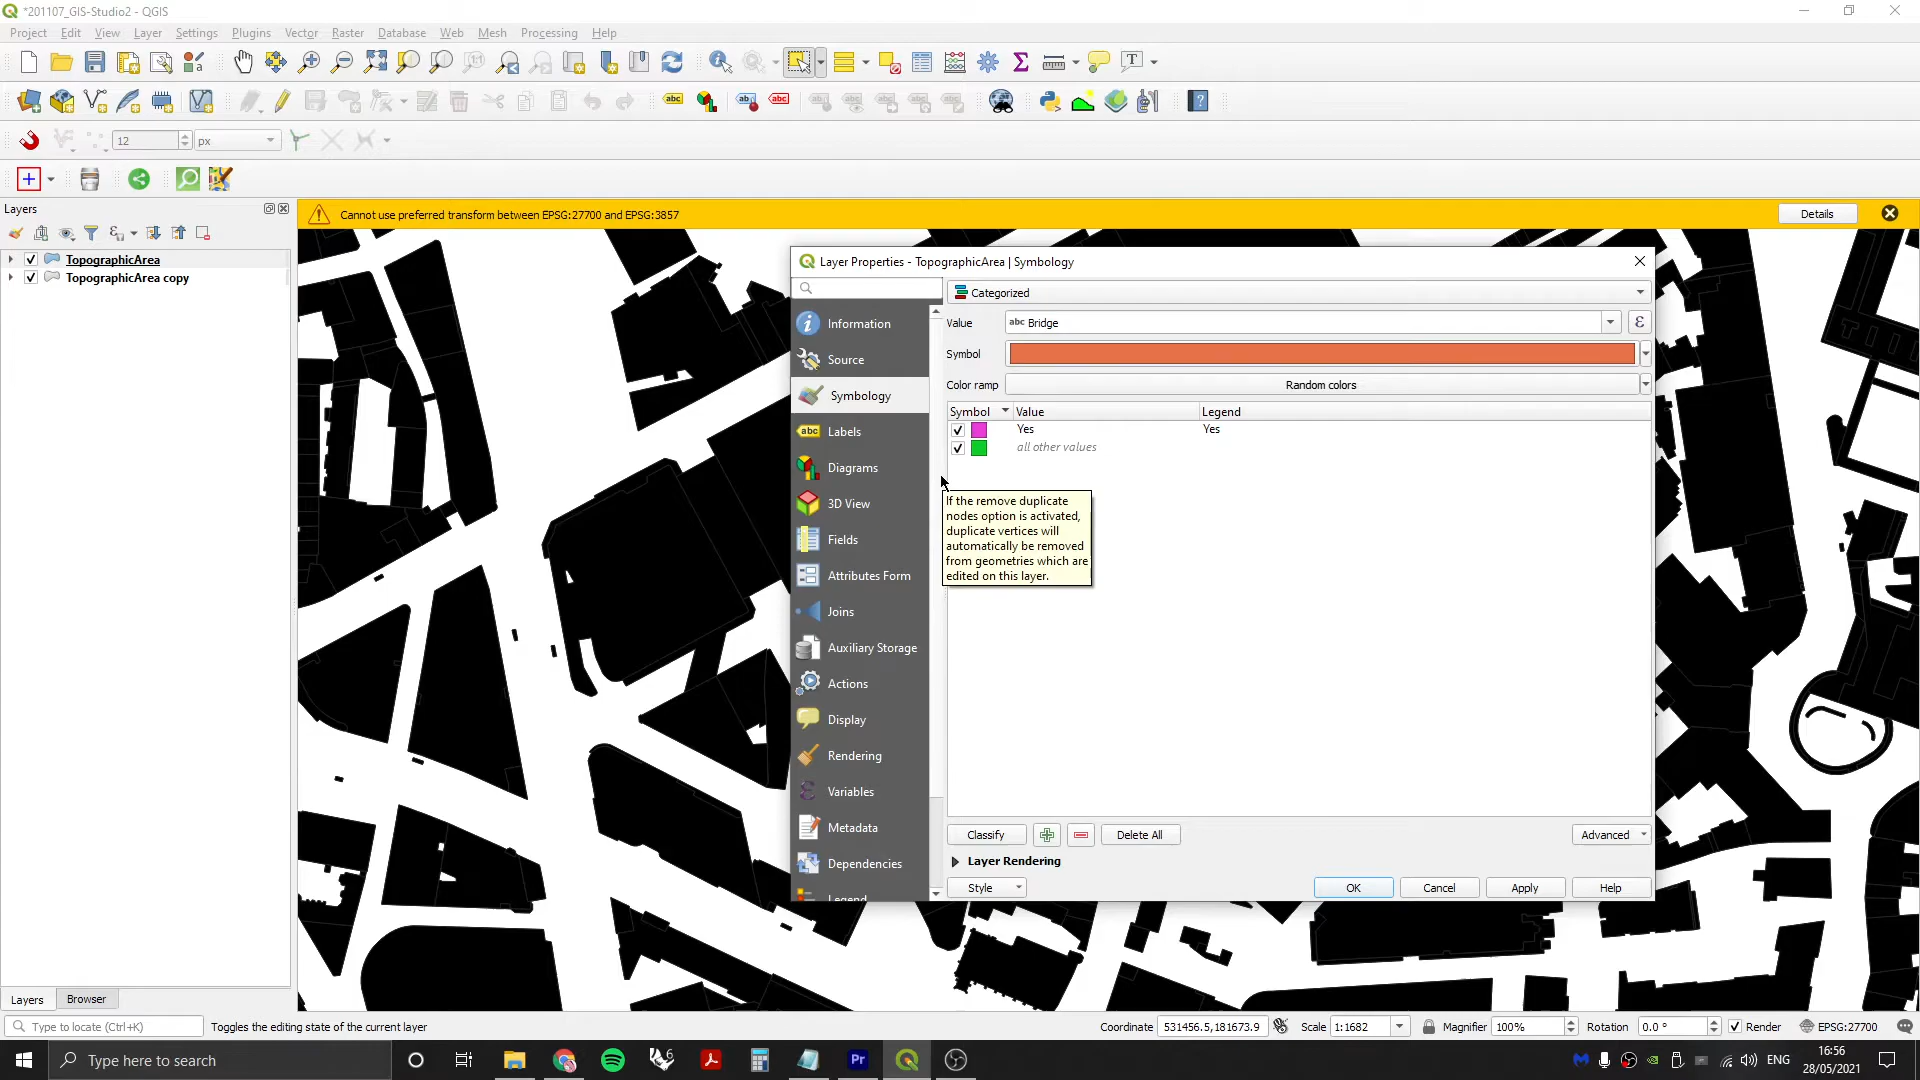 *201107_GIS-Studio2 - QGIS
Project Edit View Layer Settings Plugins Vector Raster Database Web Mesh Processing Help
12 px
Layers
Cannot use preferred transform between EPSG:27700 and EPSG:3857
Details
TopographicArea
TopographicArea copy
Layer Properties - TopographicArea | Symbology
Information
Source
Symbology
Labels
Diagrams
3D View
Fields
Attributes Form
Joins
Auxiliary Storage
Actions
Display
Rendering
Variables
Metadata
Dependencies
Legend
Categorized
Value abc Bridge
Symbol
Color ramp Random colors
Symbol Value Legend
Yes Yes
all other values
If the remove duplicate
nodes option is activated,
duplicate vertices will
automatically be removed
from geometries which are
edited on this layer.
Classify Delete All Advanced
Layer Rendering
Style OK Cancel Apply Help
Layers Browser
Type to locate (Ctrl+K) Toggles the editing state of the current layer Coordinate 531456.5,181673.9 Scale 1:1682 Magnifier 100% Rotation 0.0 ° Render EPSG:27700
Type here to search
Pr
ENG
16:56
28/05/2021